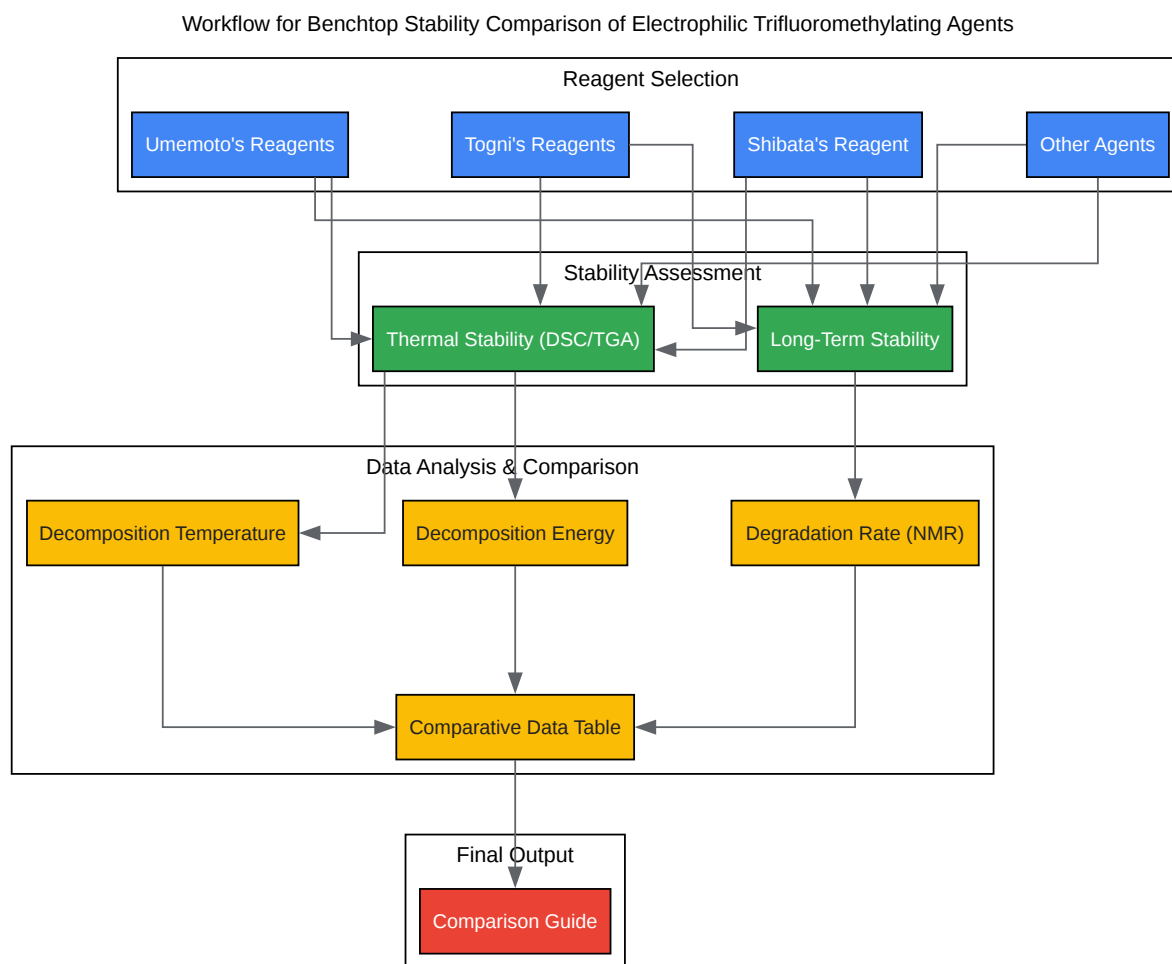 Workflow for Benchtop Stability Comparison of Electrophilic Trifluoromethylating Agents
Reagent Selection
Umemoto's Reagents
Togni's Reagents
Shibata's Reagent
Other Agents
Stability Assessment
Thermal Stability (DSC/TGA)
Long-Term Stability
Data Analysis & Comparison
Decomposition Temperature
Decomposition Energy
Degradation Rate (NMR)
Comparative Data Table
Final Output
Comparison Guide